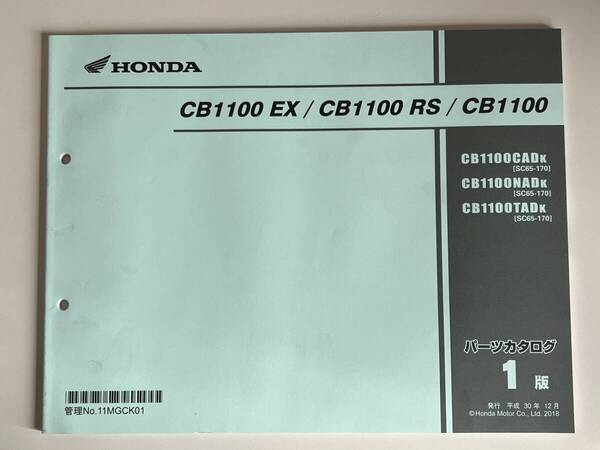 HONDA
CB1100 EX / CB1100 RS / CB1100
CB1100CADK
[SC65-170]
CB1100NADK
[SC65-170]
CB1100TADK
[SC65-170]
パーツカタログ
1 版
発行 平成 30 年 12 月
©Honda Motor Co., Ltd. 2018
管理No.11MGCK01